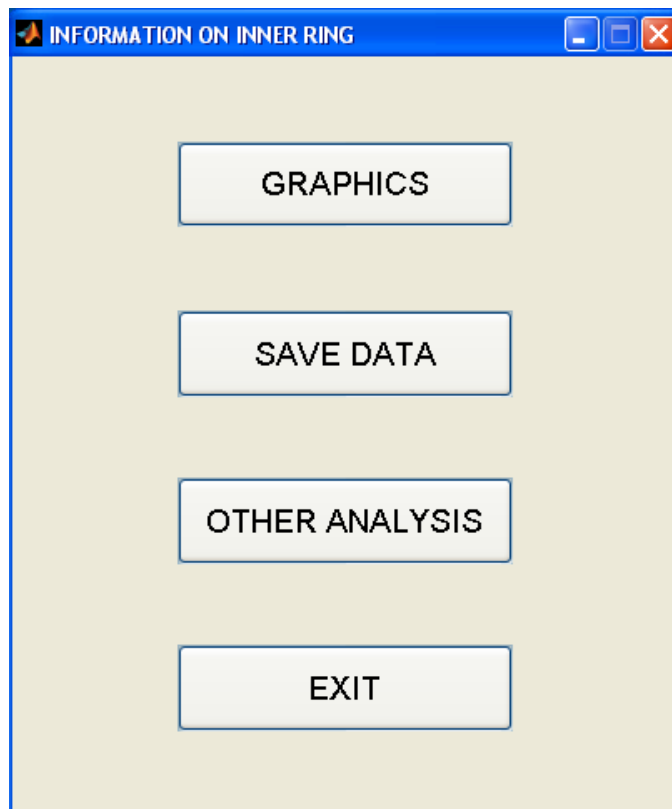 INFORMATION ON INNER RING
GRAPHICS
SAVE DATA
OTHER ANALYSIS
EXIT